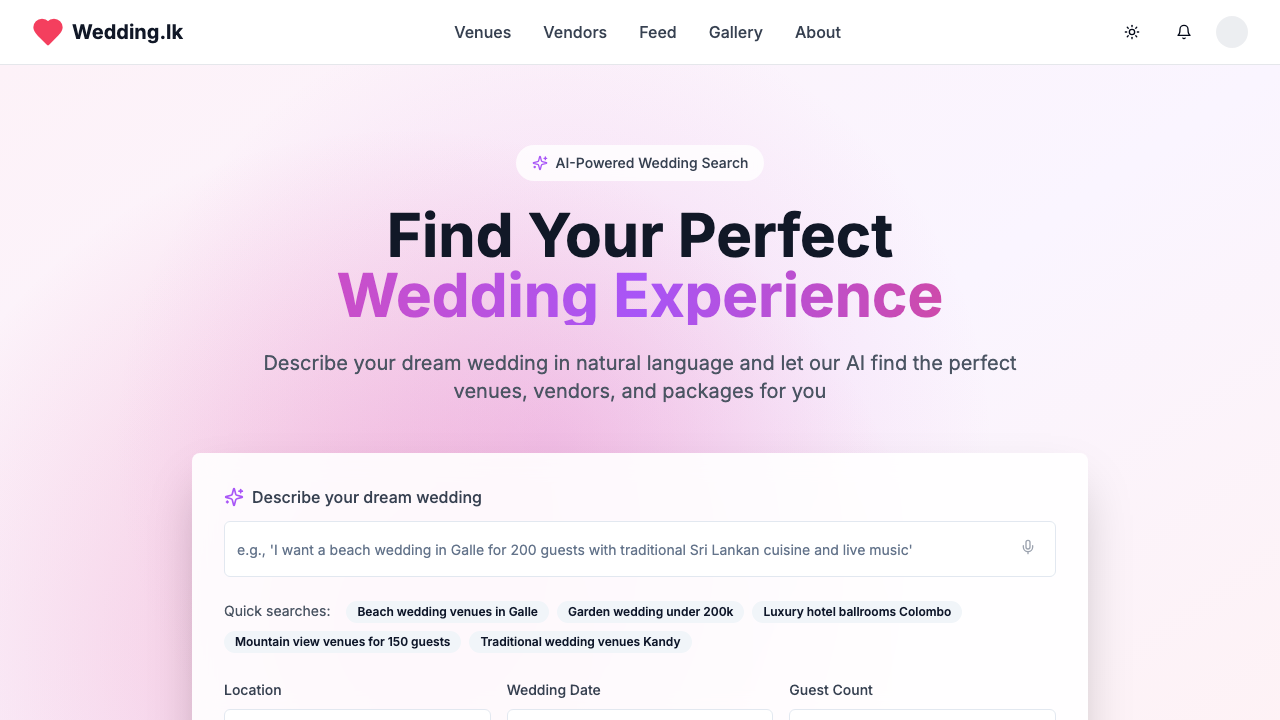 Wedding.lk
Venues Vendors Feed Gallery About
AI-Powered Wedding Search
Find Your Perfect
Wedding Experience
Describe your dream wedding in natural language and let our AI find the perfect
venues, vendors, and packages for you
Describe your dream wedding
e.g., 'I want a beach wedding in Galle for 200 guests with traditional Sri Lankan cuisine and live music'
Quick searches: Beach wedding venues in Galle Garden wedding under 200k Luxury hotel ballrooms Colombo
Mountain view venues for 150 guests Traditional wedding venues Kandy
Location Wedding Date Guest Count